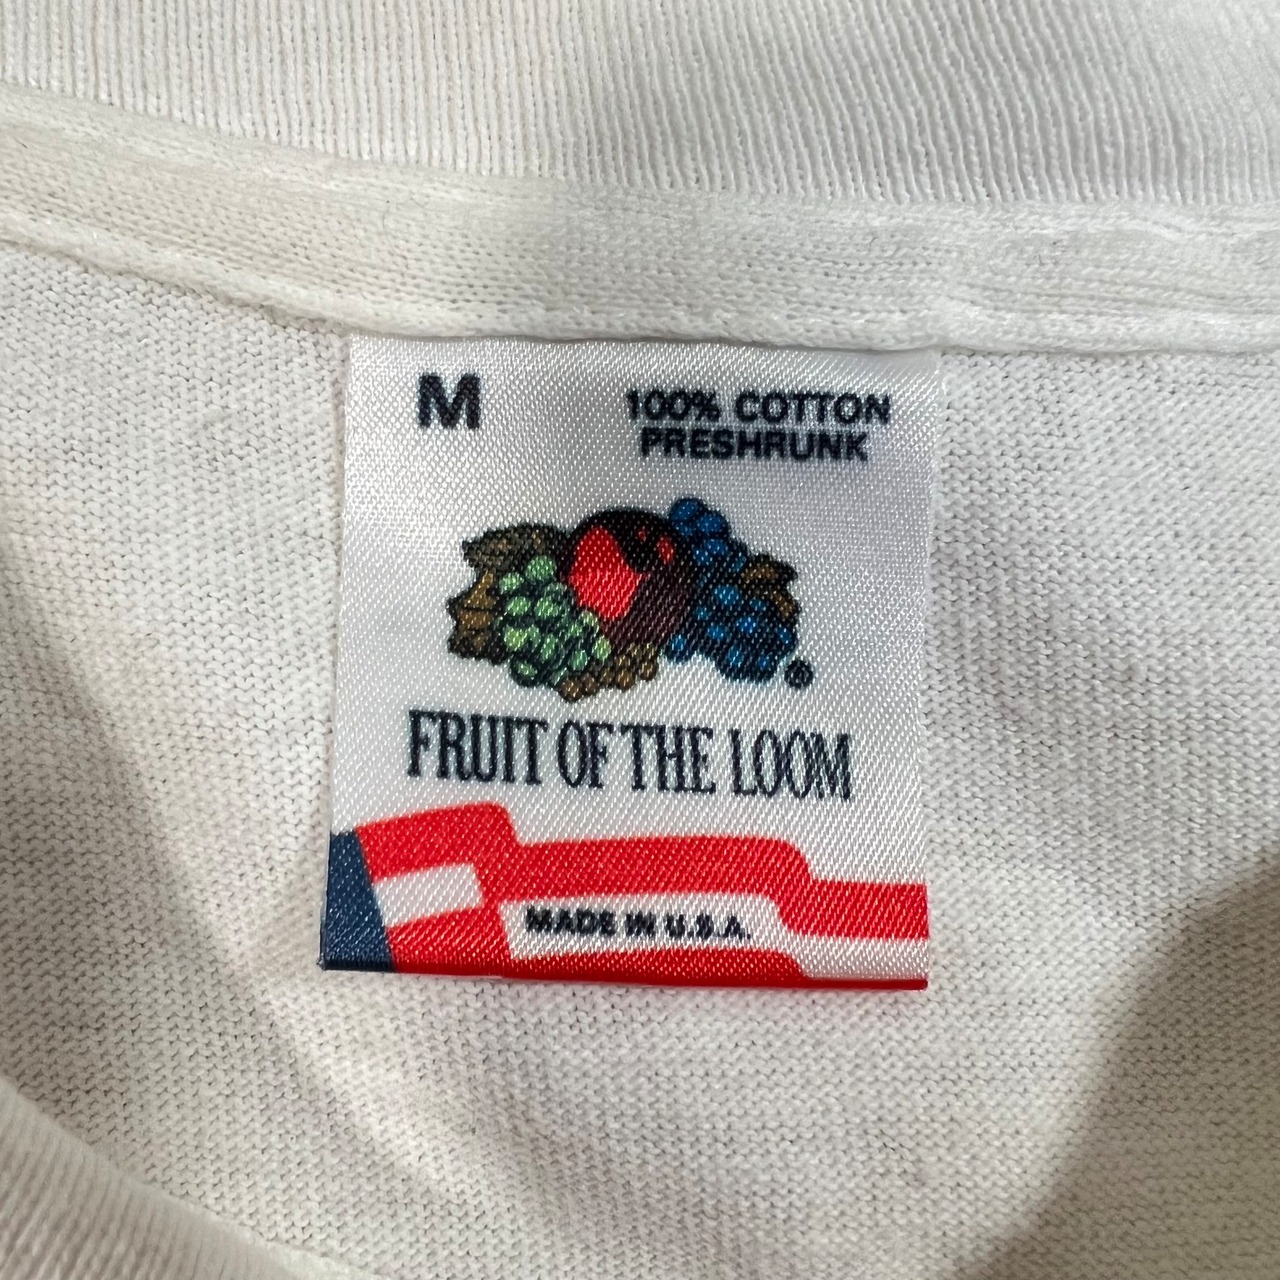 M
100% COTTON
PRESHRUNK
®
FRUIT OF THE LOOM
MADE IN U.S.A.